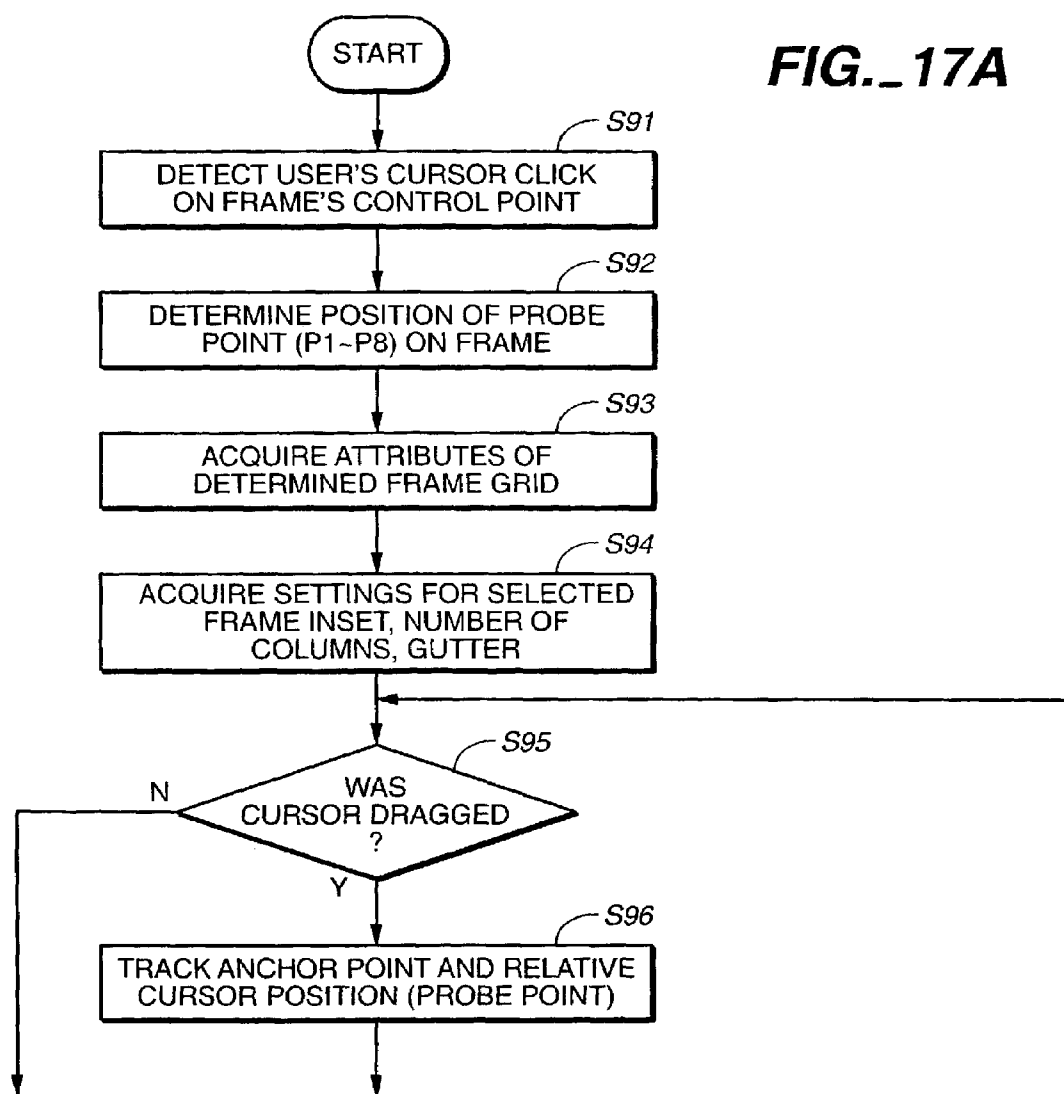 START
FIG._17A
S91
DETECT USER'S CURSOR CLICK
ON FRAME'S CONTROL POINT
S92
DETERMINE POSITION OF PROBE
POINT (P1~P8) ON FRAME
S93
ACQUIRE ATTRIBUTES OF
DETERMINED FRAME GRID
S94
ACQUIRE SETTINGS FOR SELECTED
FRAME INSET, NUMBER OF
COLUMNS, GUTTER
S95
N
WAS
CURSOR DRAGGED
?
Y
S96
TRACK ANCHOR POINT AND RELATIVE
CURSOR POSITION (PROBE POINT)